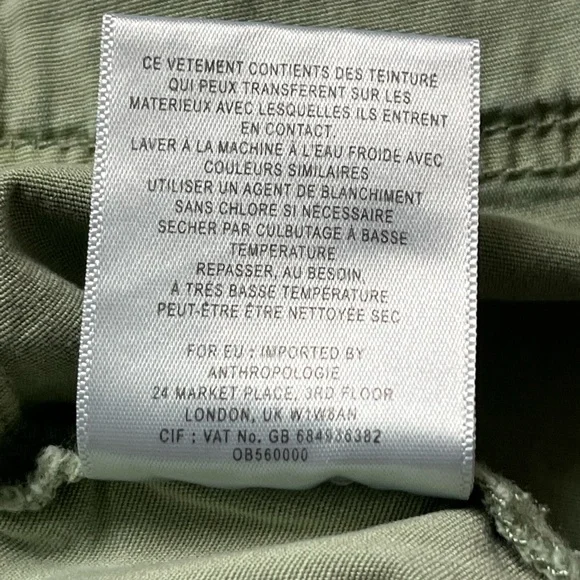 CE VETEMENT CONTIENTS DES TEINTURE
QUI PEUX TRANSFERENT SUR LES
MATERIEUX AVEC LESQUELLES ILS ENTRENT
EN CONTACT.
LAVER À LA MACHINE À L'EAU FROIDE AVEC
COULEURS SIMILAIRES
UTILISER UN AGENT DE BLANCHIMENT
SANS CHLORE SI NÉCESSAIRE
SECHER PAR CULBUTAGE À BASSE
TEMPERATURE
REPASSER, AU BESOIN,
À TRÈS BASSE TEMPÉRATURE
PEUT-ÊTRE ÊTRE NETTOYÉE SEC
FOR EU : IMPORTED BY
ANTHROPOLOGIE
24 MARKET PLACE, 3RD FLOOR
LONDON, UK W1W8AN
CIF : VAT No. GB 684936382
OB560000